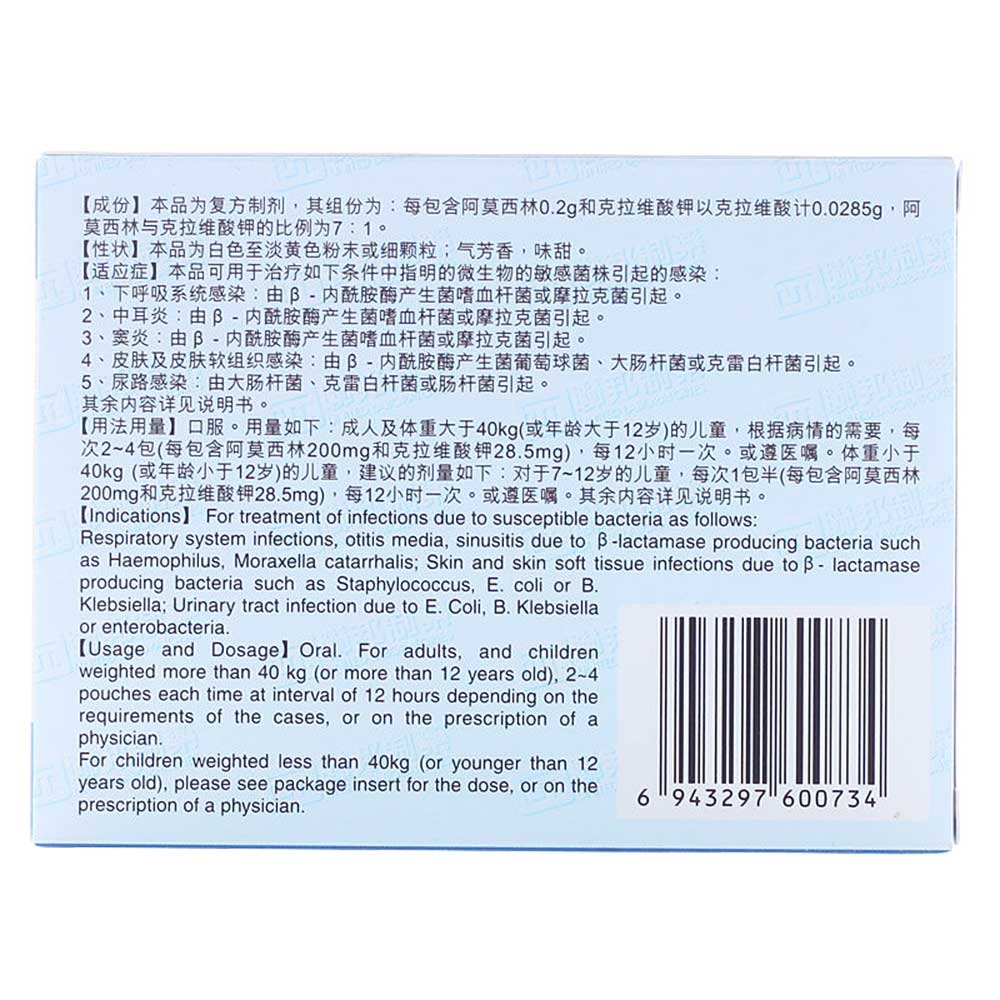 【成份】本品为复方制剂，其组份为：每包含阿莫西林0.2g和克拉维酸钾以克拉维酸计0.0285g，阿
莫西林与克拉维酸钾的比例为7：1。
【性状】本品为白色至淡黄色粉末或细颗粒；气芳香，味甜。
【适应症】本品可用于治疗如下条件中指明的微生物的敏感菌株引起的感染：
1、下呼吸系统感染：由β - 内酰胺酶产生菌嗜血杆菌或摩拉克菌引起。
2、中耳炎：由β - 内酰胺酶产生菌嗜血杆菌或摩拉克菌引起。
3、窦炎：由β - 内酰胺酶产生菌嗜血杆菌或摩拉克菌引起。
4、皮肤及皮肤软组织感染：由β - 内酰胺酶产生菌葡萄球菌、大肠杆菌或克雷白杆菌引起。
5、尿路感染：由大肠杆菌、克雷白杆菌或肠杆菌引起。
其余内容详见说明书。
【用法用量】口服。用量如下：成人及体重大于40kg(或年龄大于12岁)的儿童，根据病情的需要，每
次2~4包(每包含阿莫西林200mg和克拉维酸钾28.5mg)，每12小时一次。或遵医嘱。体重小于
40kg (或年龄小于12岁)的儿童，建议的剂量如下：对于7~12岁的儿童，每次1包半(每包含阿莫西林
200mg和克拉维酸钾28.5mg)，每12小时一次。或遵医嘱。其余内容详见说明书。
【Indications】 For treatment of infections due to susceptible bacteria as follows:
Respiratory system infections, otitis media, sinusitis due to β-lactamase producing bacteria such
as Haemophilus, Moraxella catarrhalis; Skin and skin soft tissue infections due to β- lactamase
producing bacteria such as Staphylococcus, E. coli or B.
Klebsiella; Urinary tract infection due to E. Coli, B. Klebsiella
or enterobacteria.
【Usage and Dosage】Oral. For adults, and children
weighted more than 40 kg (or more than 12 years old), 2~4
pouches each time at interval of 12 hours depending on the
requirements of the cases, or on the prescription of a
physician.
For children weighted less than 40kg (or younger than 12
years old), please see package insert for the dose, or on the
prescription of a physician.
6 943297 600734